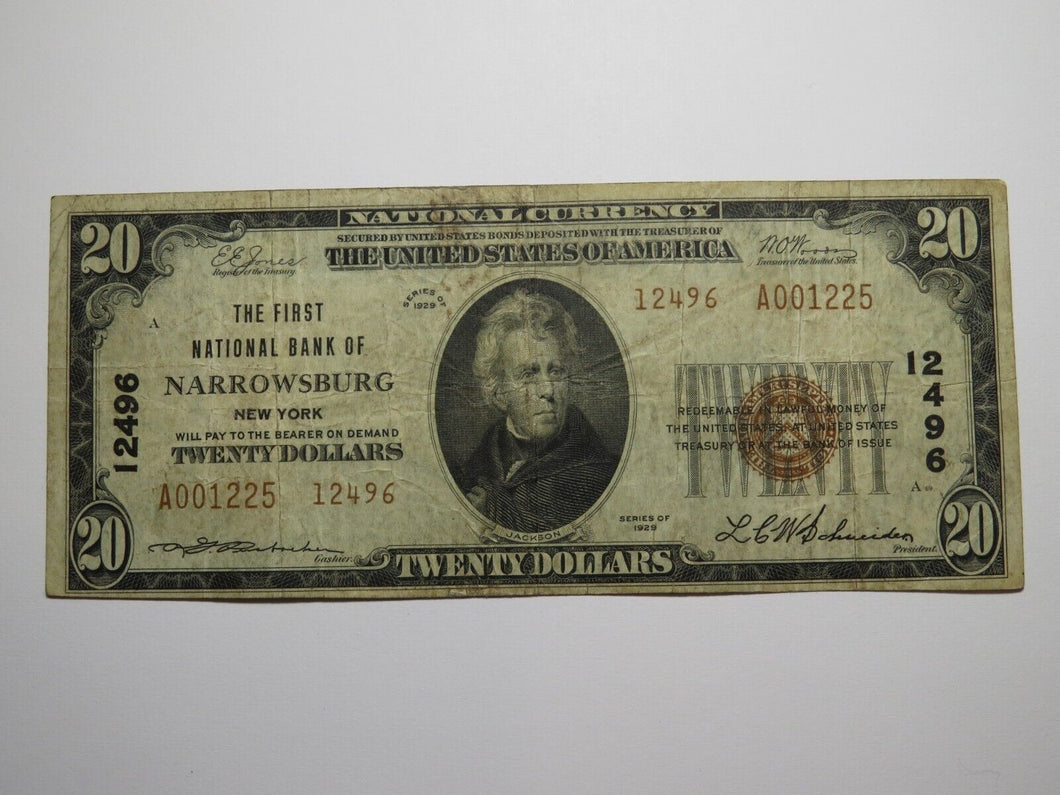 NATIONAL CURRENCY
SECURED BY UNITED STATES BONDS DEPOSITED WITH THE TREASURER OF
THE UNITED STATES OF AMERICA
20
20
E E Jones
Register of the Treasury.
W.O. Woods
Treasurer of the United States.
SERIES OF
1929
12496 A001225
A
THE FIRST
NATIONAL BANK OF
NARROWSBURG
NEW YORK
WILL PAY TO THE BEARER ON DEMAND
TWENTY DOLLARS
12496
A001225 12496
TWENTY
REDEEMABLE IN LAWFUL MONEY OF
THE UNITED STATES AT UNITED STATES
TREASURY OR AT THE BANK OF ISSUE
12496
A
SERIES OF
1929
JACKSON
Cashier.
L C W Schneider
President.
20
TWENTY DOLLARS
20